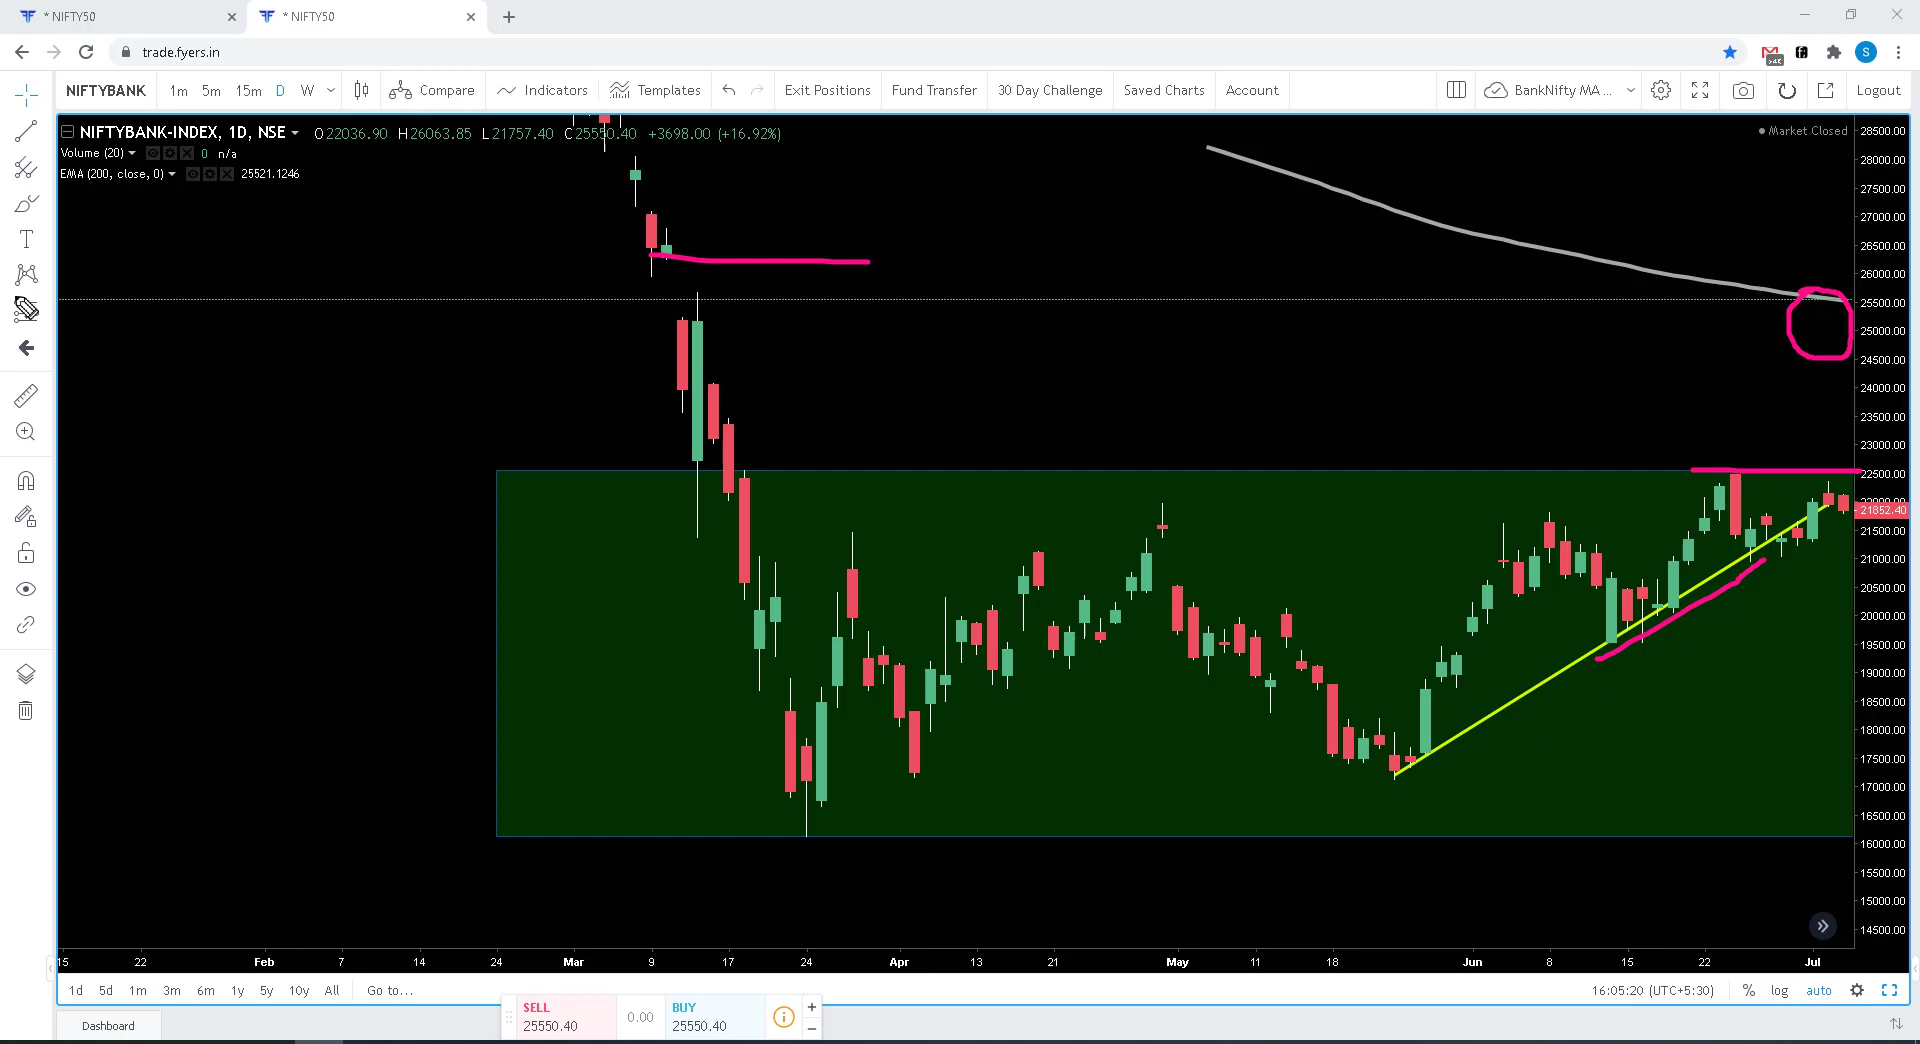 * NIFTY50
* NIFTY50
trade.fyers.in
S
NIFTYBANK 1m 5m 15m D W Compare Indicators Templates Exit Positions Fund Transfer 30 Day Challenge Saved Charts Account BankNifty MA ... Logout
NIFTYBANK-INDEX, 1D, NSE O22036.90 H26063.85 L21757.40 C25550.40 +3698.00 (+16.92%)
Market Closed
Volume (20) 0 n/a
EMA (200, close, 0) 25521.1246
28500.00
28000.00
27500.00
27000.00
26500.00
26000.00
25500.00
25000.00
24500.00
24000.00
23500.00
23000.00
22500.00
22000.00
21852.40
21500.00
21000.00
20500.00
20000.00
19500.00
19000.00
18500.00
18000.00
17500.00
17000.00
16500.00
16000.00
15500.00
15000.00
14500.00
15 22 Feb 7 14 24 Mar 9 17 24 Apr 13 21 May 11 18 Jun 8 15 22 Jul
1d 5d 1m 3m 6m 1y 5y 10y All Go to... 16:05:20 (UTC+5:30) % log auto
SELL
25550.40
0.00
BUY
25550.40
Dashboard